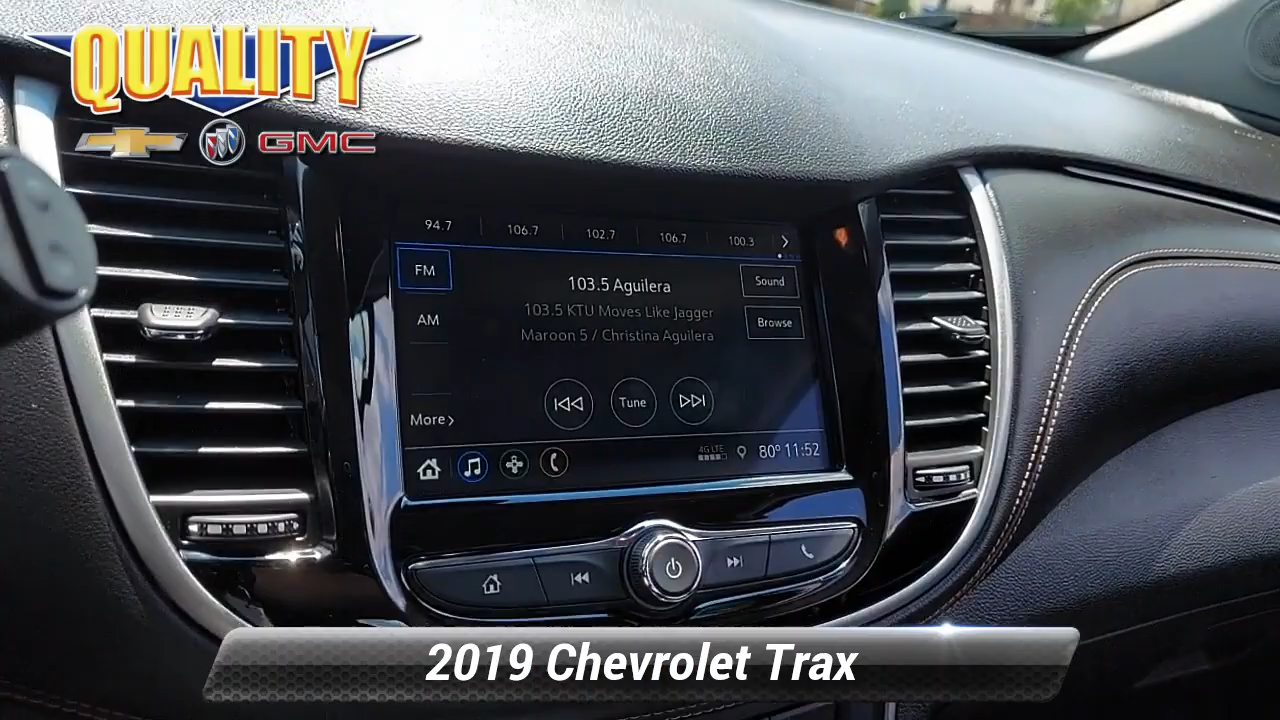 QUALITY
GMC
94.7 106.7 102.7 106.7 100.3
FM
103.5 Aguilera
Sound
103.5 KTU Moves Like Jagger
AM
Browse
Maroon 5 / Christina Aguilera
Tune
More
4G LTE
80° 11:52
2019 Chevrolet Trax